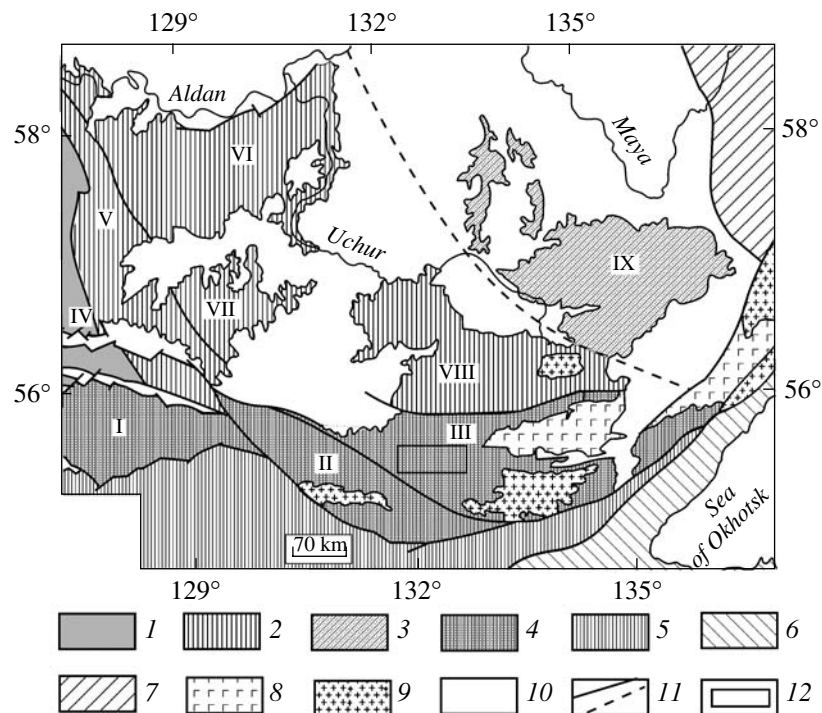 129° 132° 135°
Aldan
Maya
58° 58°
VI
V
Uchur
IX
VII
IV
VIII
56° 56°
I
III
II
Sea
of Okhotsk
70 km
129° 132° 135°
1 2 3 4 5 6
7 8 9 10 11 12